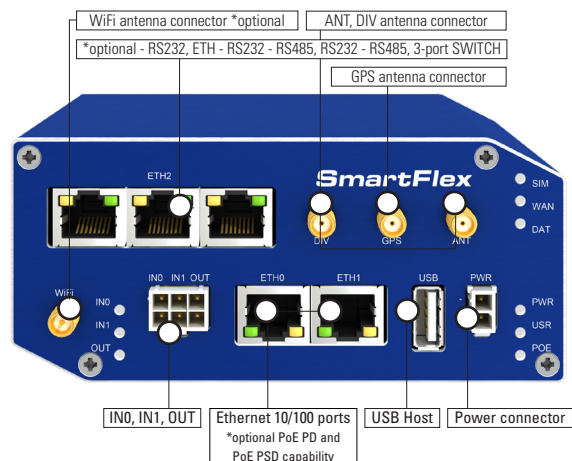 WiFi antenna connector *optional
ANT, DIV antenna connector
*optional - RS232, ETH - RS232 - RS485, RS232 - RS485, 3-port SWITCH
GPS antenna connector
ETH2
SmartFlex
SIM
WAN
DAT
DIV
GPS
ANT
WiFi
IN0
IN1
OUT
IN0 IN1 OUT
ETH0
ETH1
USB
PWR
-
PWR
USR
POE
IN0, IN1, OUT
Ethernet 10/100 ports
*optional PoE PD and
PoE PSD capability
USB Host
Power connector